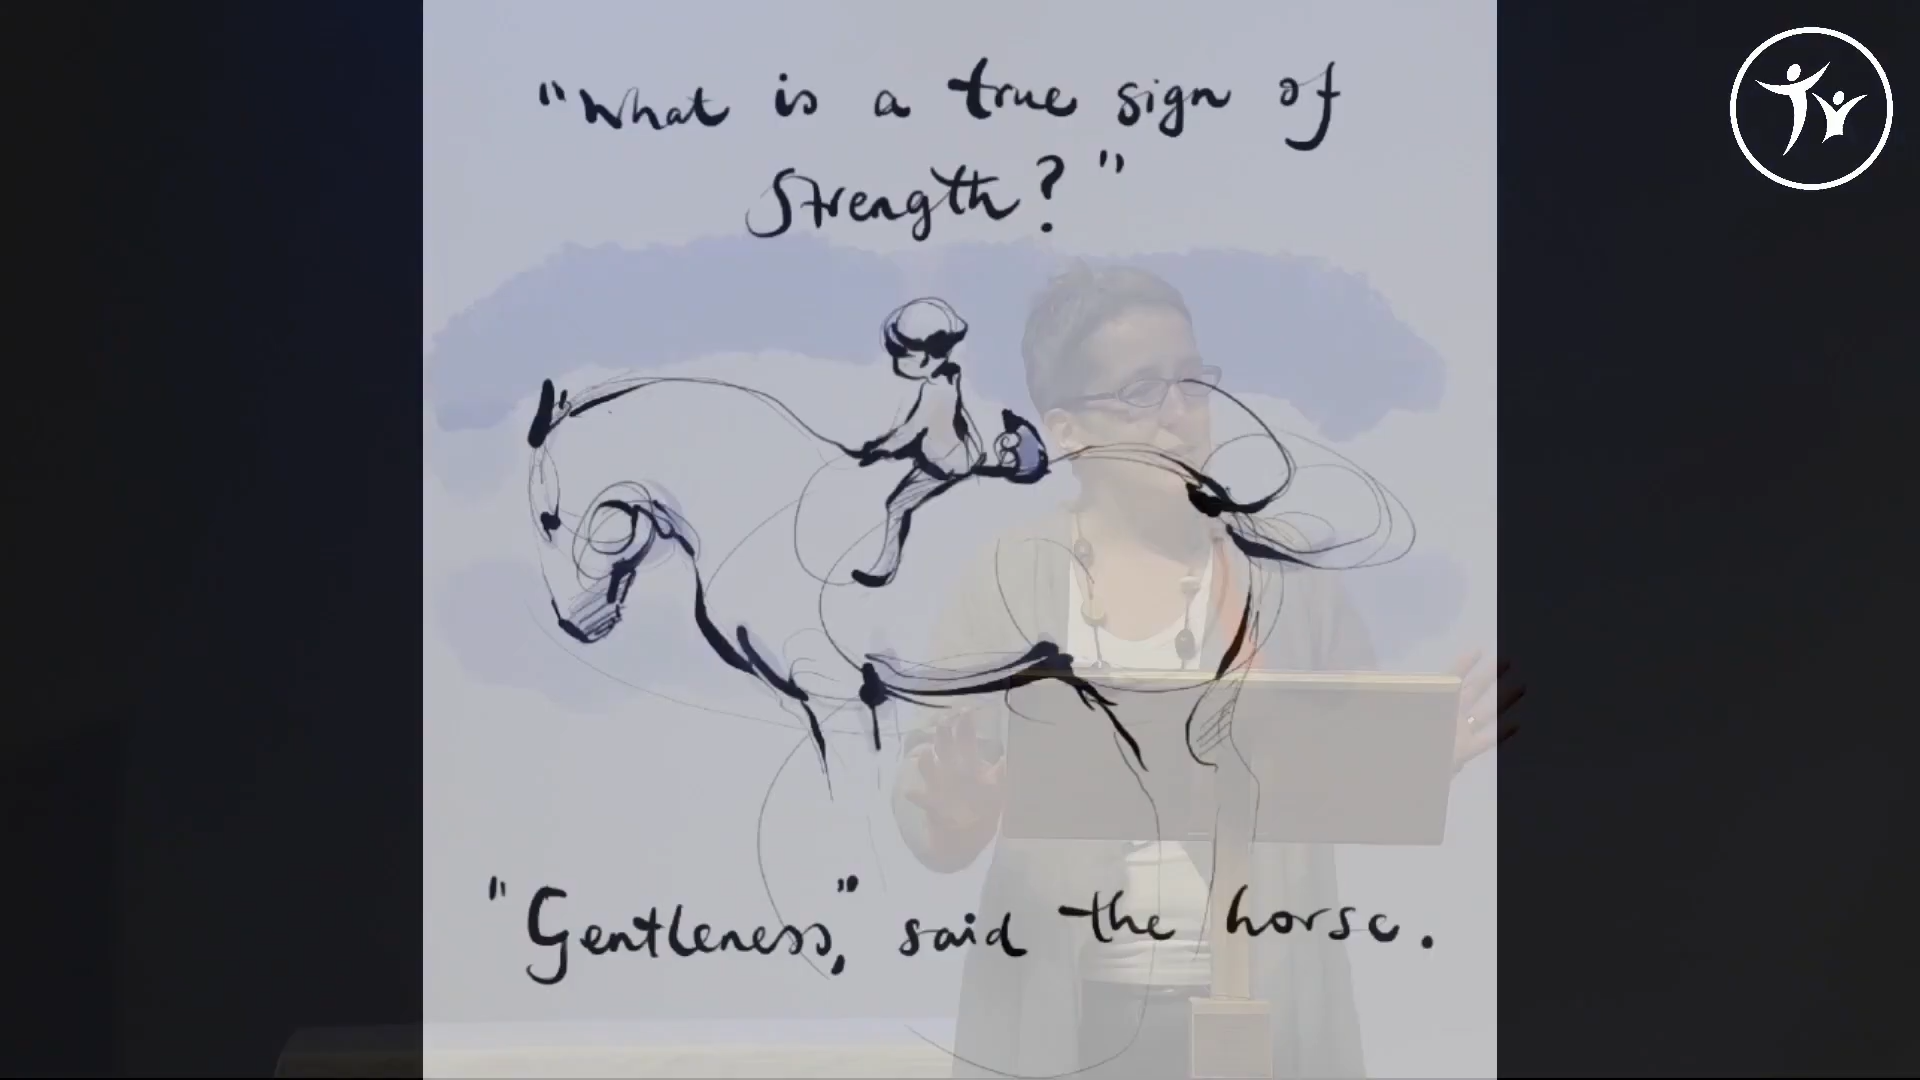 "What is a true sign of
Strength?"
"Gentleness," said the horse.